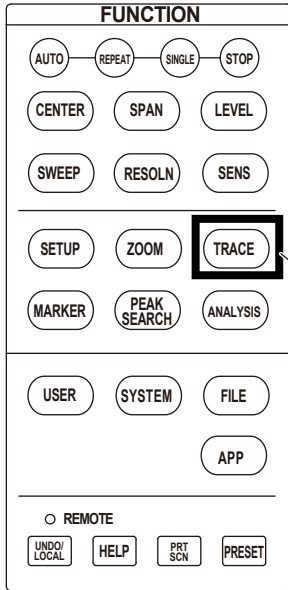 FUNCTION
AUTO REPEAT SINGLE STOP
CENTER SPAN LEVEL
SWEEP RESOLN SENS
SETUP ZOOM TRACE
MARKER PEAK SEARCH ANALYSIS
USER SYSTEM FILE
APP
REMOTE
UNDO/ LOCAL HELP PRT SCN PRESET